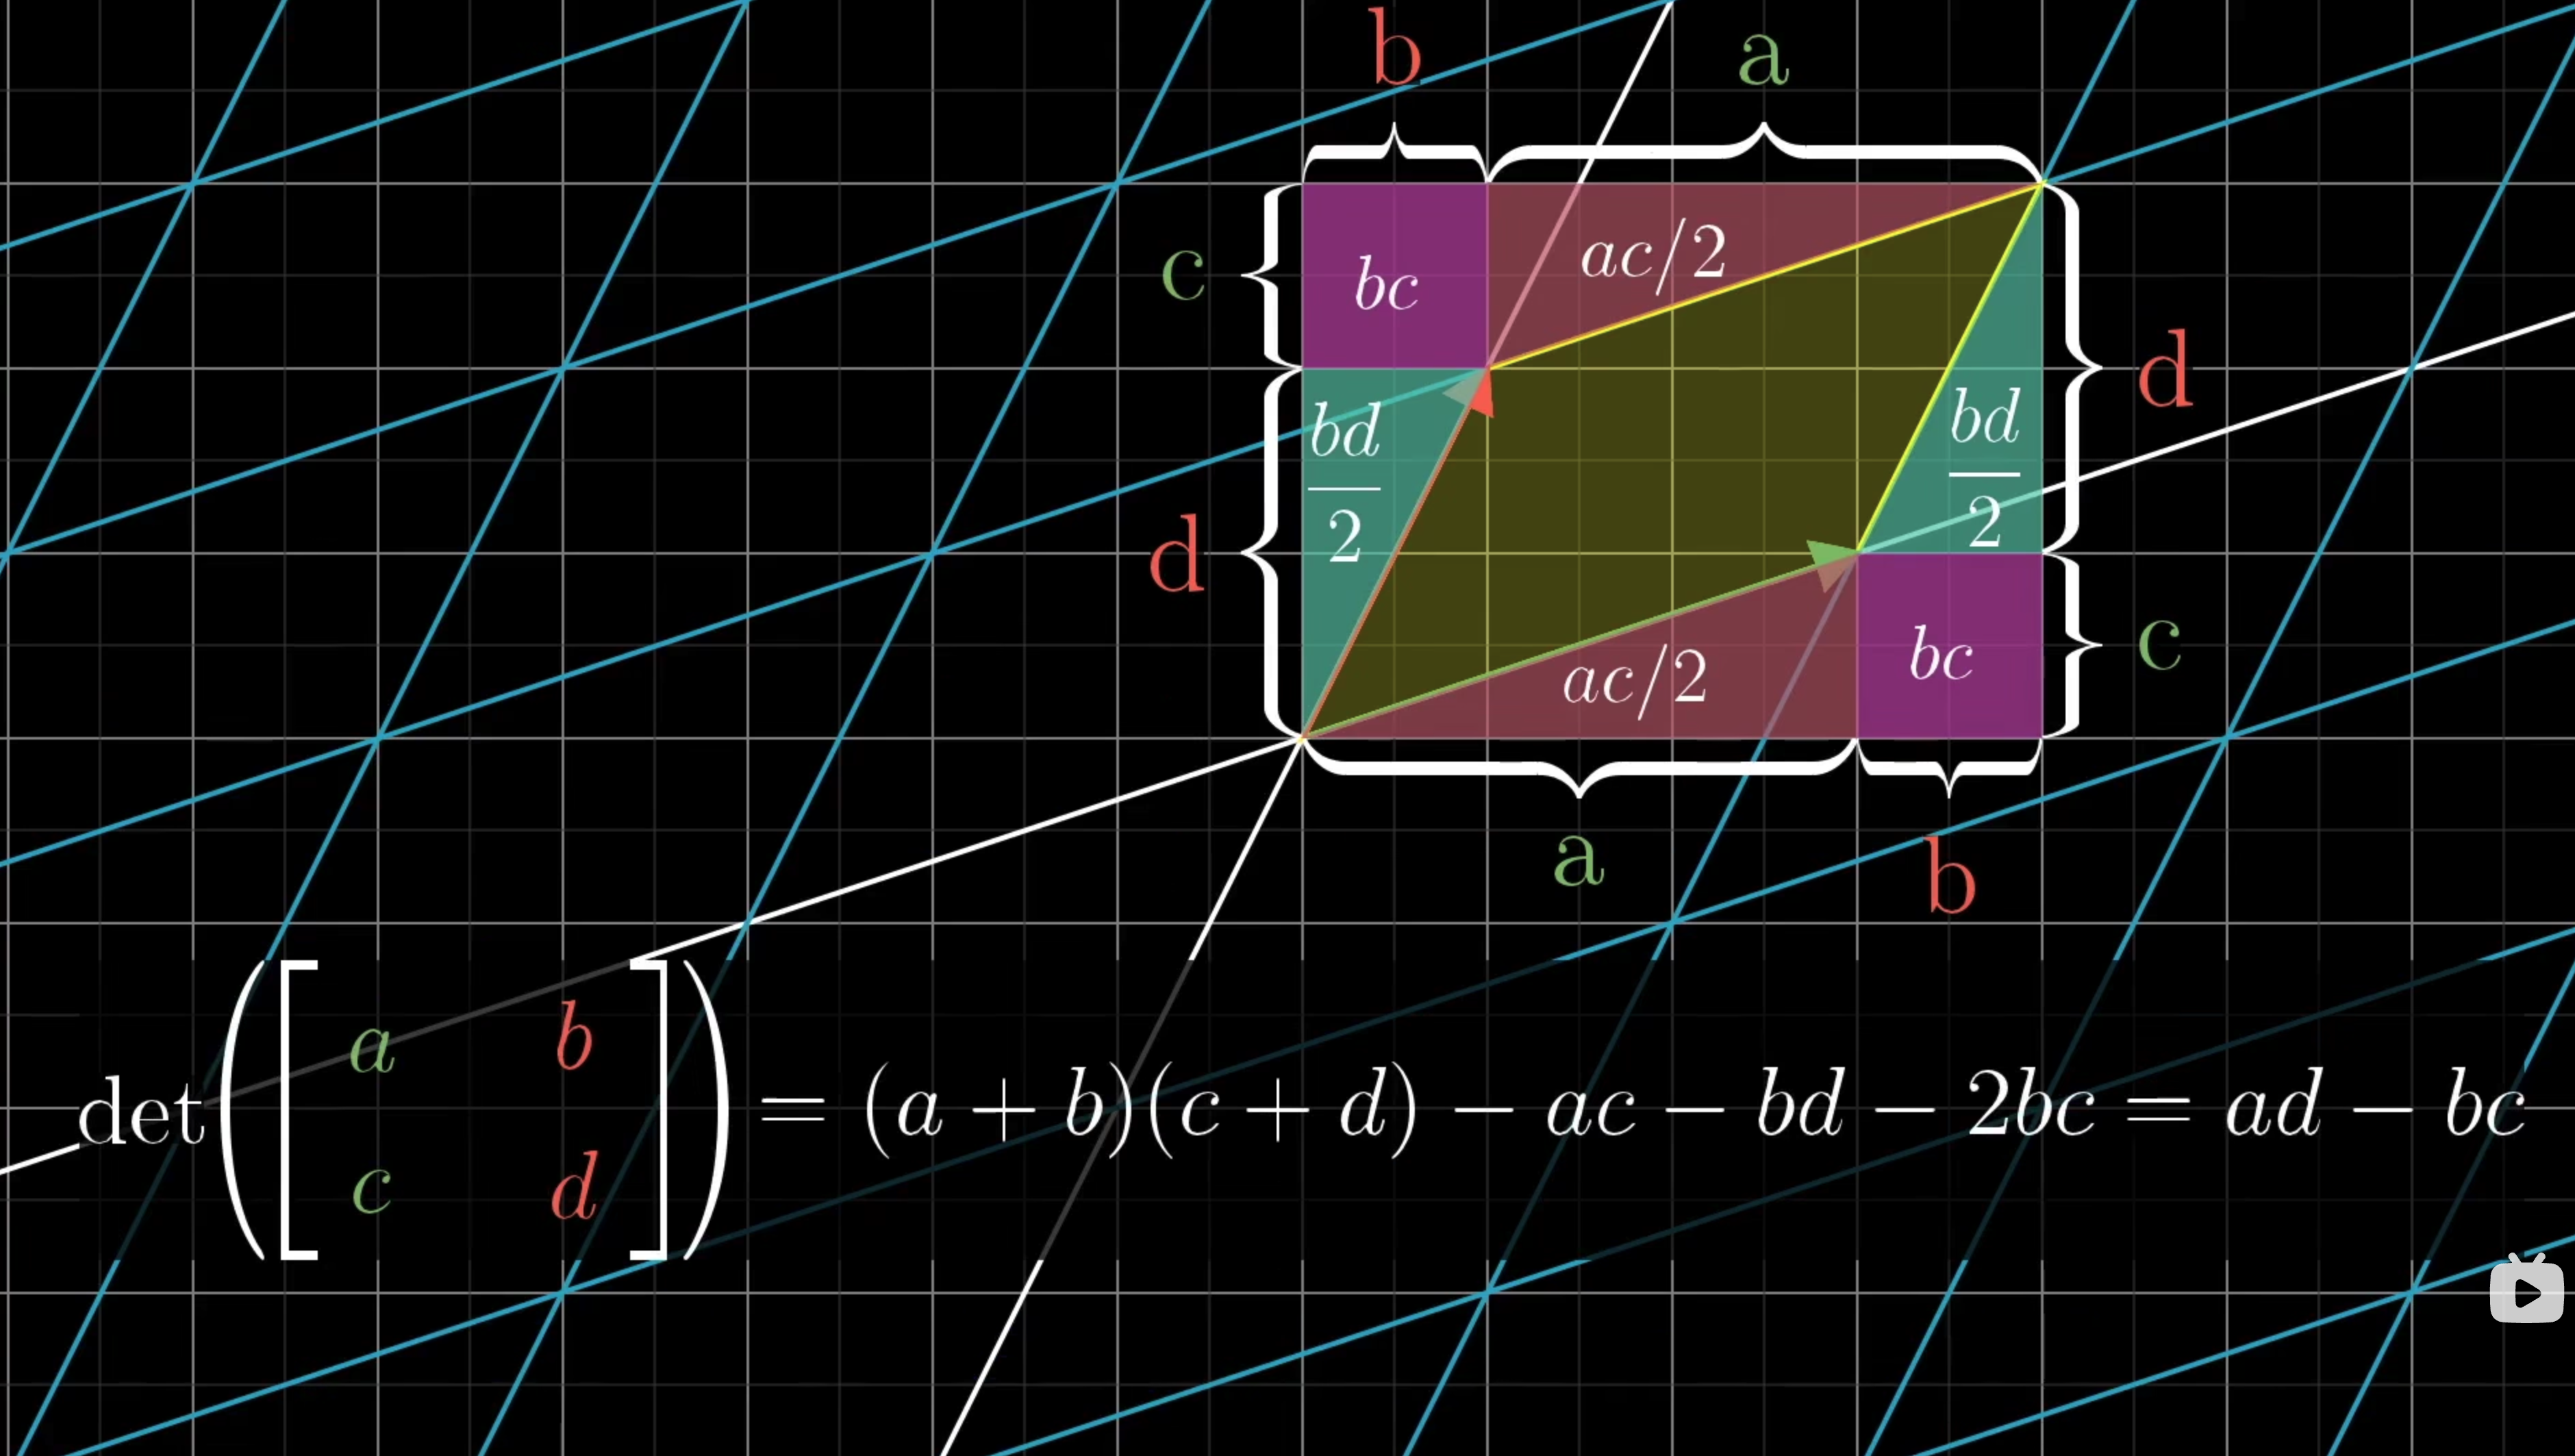 b a
c bc ac/2
bd/2 bd/2 d
d
ac/2 bc c
a b
det([a b
c d]) = (a + b)(c + d) − ac − bd − 2bc = ad − bc